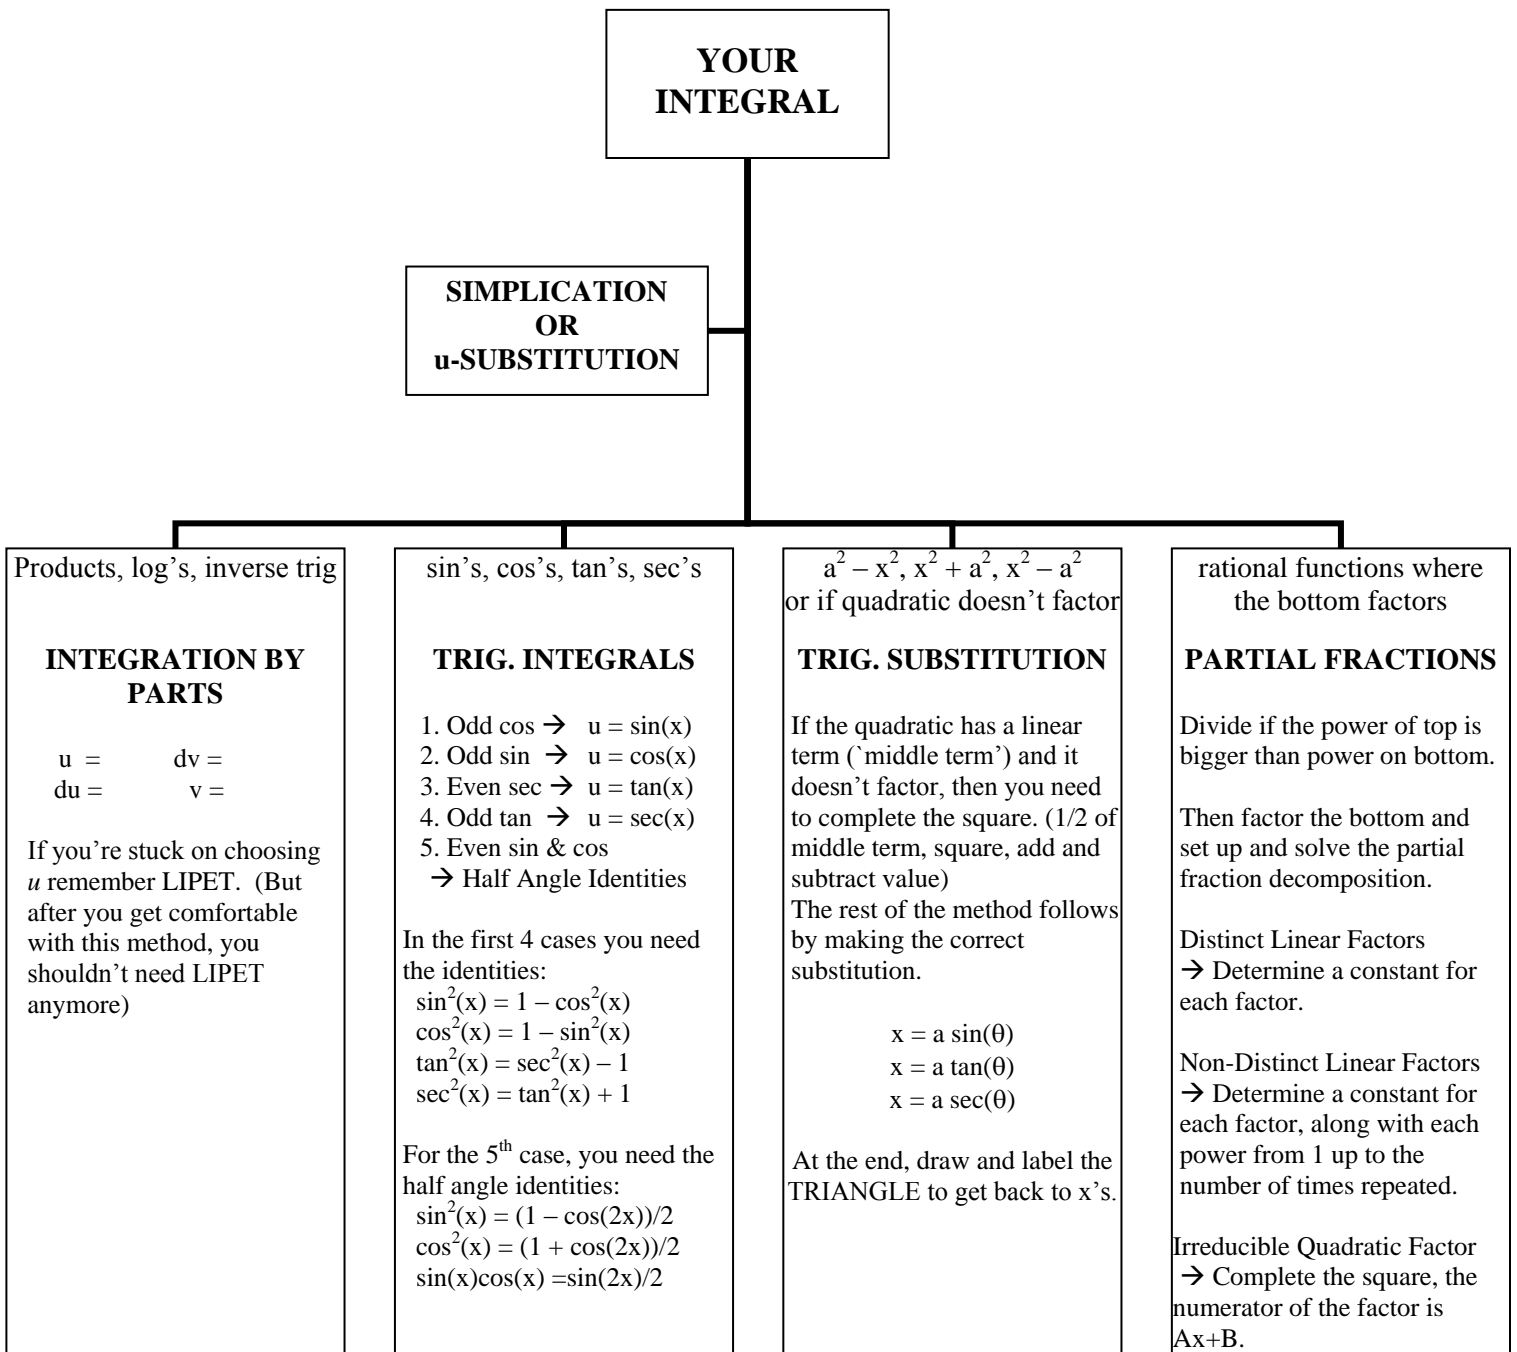 YOUR
INTEGRAL
SIMPLICATION
OR
u-SUBSTITUTION
Products, log’s, inverse trig
INTEGRATION BY
PARTS
u = dv =
du = v =
If you’re stuck on choosing
u remember LIPET. (But
after you get comfortable
with this method, you
shouldn’t need LIPET
anymore)
sin’s, cos’s, tan’s, sec’s
TRIG. INTEGRALS
1. Odd cos → u = sin(x)
2. Odd sin → u = cos(x)
3. Even sec → u = tan(x)
4. Odd tan → u = sec(x)
5. Even sin & cos
→ Half Angle Identities
In the first 4 cases you need
the identities:
sin²(x) = 1 – cos²(x)
cos²(x) = 1 – sin²(x)
tan²(x) = sec²(x) – 1
sec²(x) = tan²(x) + 1
For the 5th case, you need the
half angle identities:
sin²(x) = (1 – cos(2x))/2
cos²(x) = (1 + cos(2x))/2
sin(x)cos(x) =sin(2x)/2
a² – x², x² + a², x² – a²
or if quadratic doesn’t factor
TRIG. SUBSTITUTION
If the quadratic has a linear
term (`middle term’) and it
doesn’t factor, then you need
to complete the square. (1/2 of
middle term, square, add and
subtract value)
The rest of the method follows
by making the correct
substitution.
x = a sin(θ)
x = a tan(θ)
x = a sec(θ)
At the end, draw and label the
TRIANGLE to get back to x’s.
rational functions where
the bottom factors
PARTIAL FRACTIONS
Divide if the power of top is
bigger than power on bottom.
Then factor the bottom and
set up and solve the partial
fraction decomposition.
Distinct Linear Factors
→ Determine a constant for
each factor.
Non-Distinct Linear Factors
→ Determine a constant for
each factor, along with each
power from 1 up to the
number of times repeated.
Irreducible Quadratic Factor
→ Complete the square, the
numerator of the factor is
Ax+B.